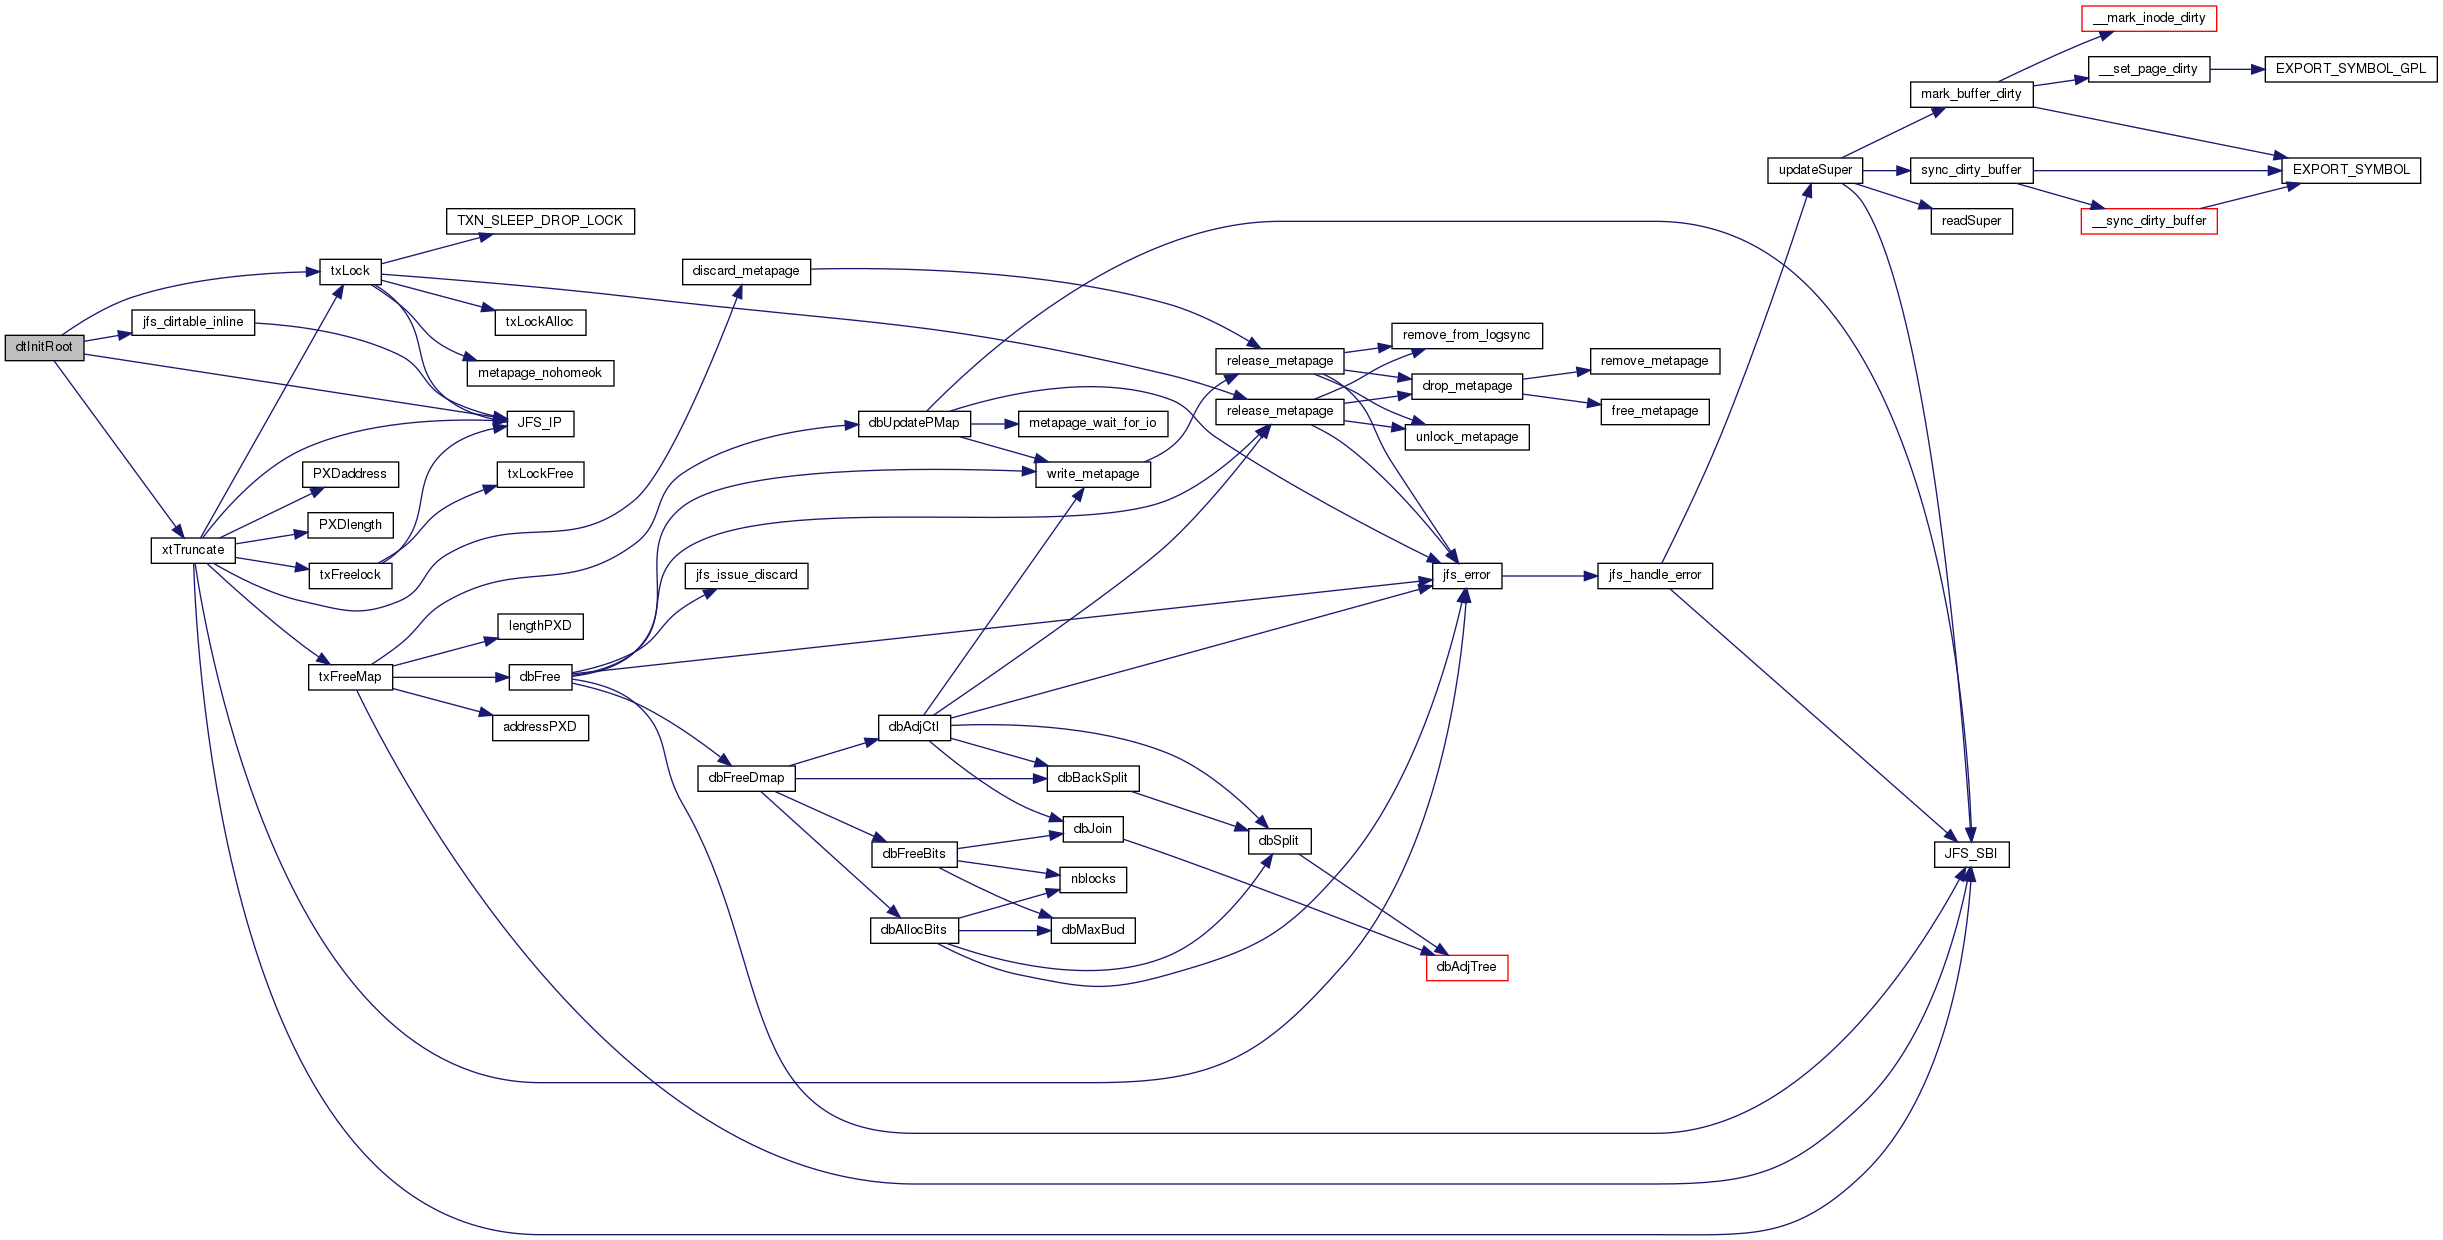 dtInitRoot
jfs_dirtable_inline
xtTruncate
txLock
PXDaddress
PXDlength
txFreelock
txFreeMap
TXN_SLEEP_DROP_LOCK
txLockAlloc
metapage_nohomeok
JFS_IP
txLockFree
lengthPXD
dbFree
addressPXD
discard_metapage
jfs_issue_discard
dbFreeDmap
dbUpdatePMap
dbAdjCtl
dbFreeBits
dbAllocBits
metapage_wait_for_io
write_metapage
dbBackSplit
dbJoin
nblocks
dbMaxBud
release_metapage
release_metapage
dbSplit
remove_from_logsync
drop_metapage
unlock_metapage
jfs_error
dbAdjTree
remove_metapage
free_metapage
jfs_handle_error
updateSuper
mark_buffer_dirty
sync_dirty_buffer
readSuper
JFS_SBI
__mark_inode_dirty
__set_page_dirty
__sync_dirty_buffer
EXPORT_SYMBOL_GPL
EXPORT_SYMBOL